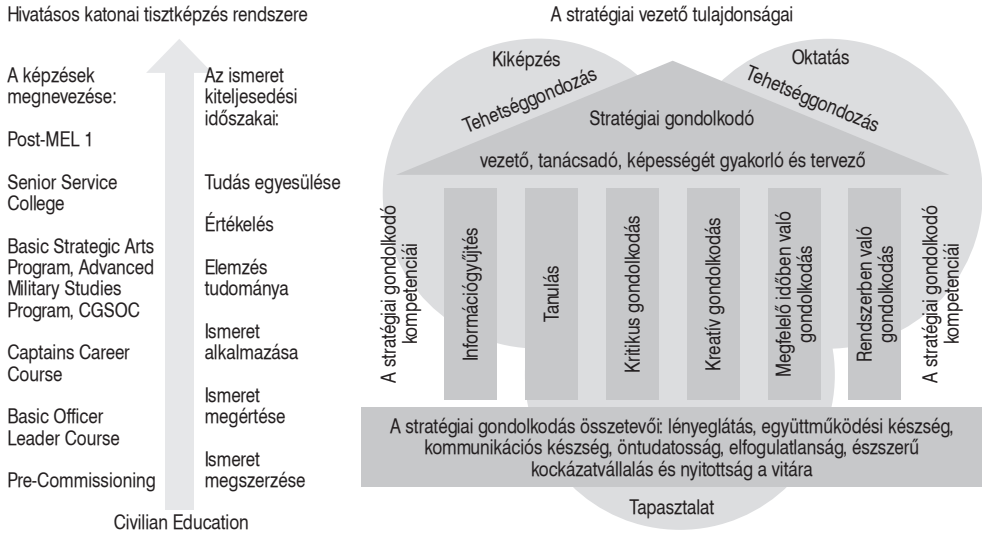 Hivatásos katonai tisztképzés rendszere
A képzések
megnevezése:
Post-MEL 1
Senior Service
College
Basic Strategic Arts
Program, Advanced
Military Studies
Program, CGSOC
Captains Career
Course
Basic Officer
Leader Course
Pre-Commissioning
Az ismeret
kiteljesedési
időszakai:
Tudás egyesülése
Értékelés
Elemzés
tudománya
Ismeret
alkalmazása
Ismeret
megértése
Ismeret
megszerzése
Civilian Education
A stratégiai vezető tulajdonságai
Kiképzés
Tehetséggondozás
Oktatás
Tehetséggondozás
Stratégiai gondolkodó
vezető, tanácsadó, képességét gyakorló és tervező
A stratégiai gondolkodó
kompetenciái
Információgyűjtés
Tanulás
Kritikus gondolkodás
Kreatív gondolkodás
Megfelelő időben való
gondolkodás
Rendszerben való
gondolkodás
A stratégiai gondolkodó
kompetenciái
A stratégiai gondolkodás összetevői: lényeglátás, együttműködési készség,
kommunikációs készség, öntudatosság, elfogulatlanság, észszerű
kockázatvállalás és nyitottság a vitára
Tapasztalat